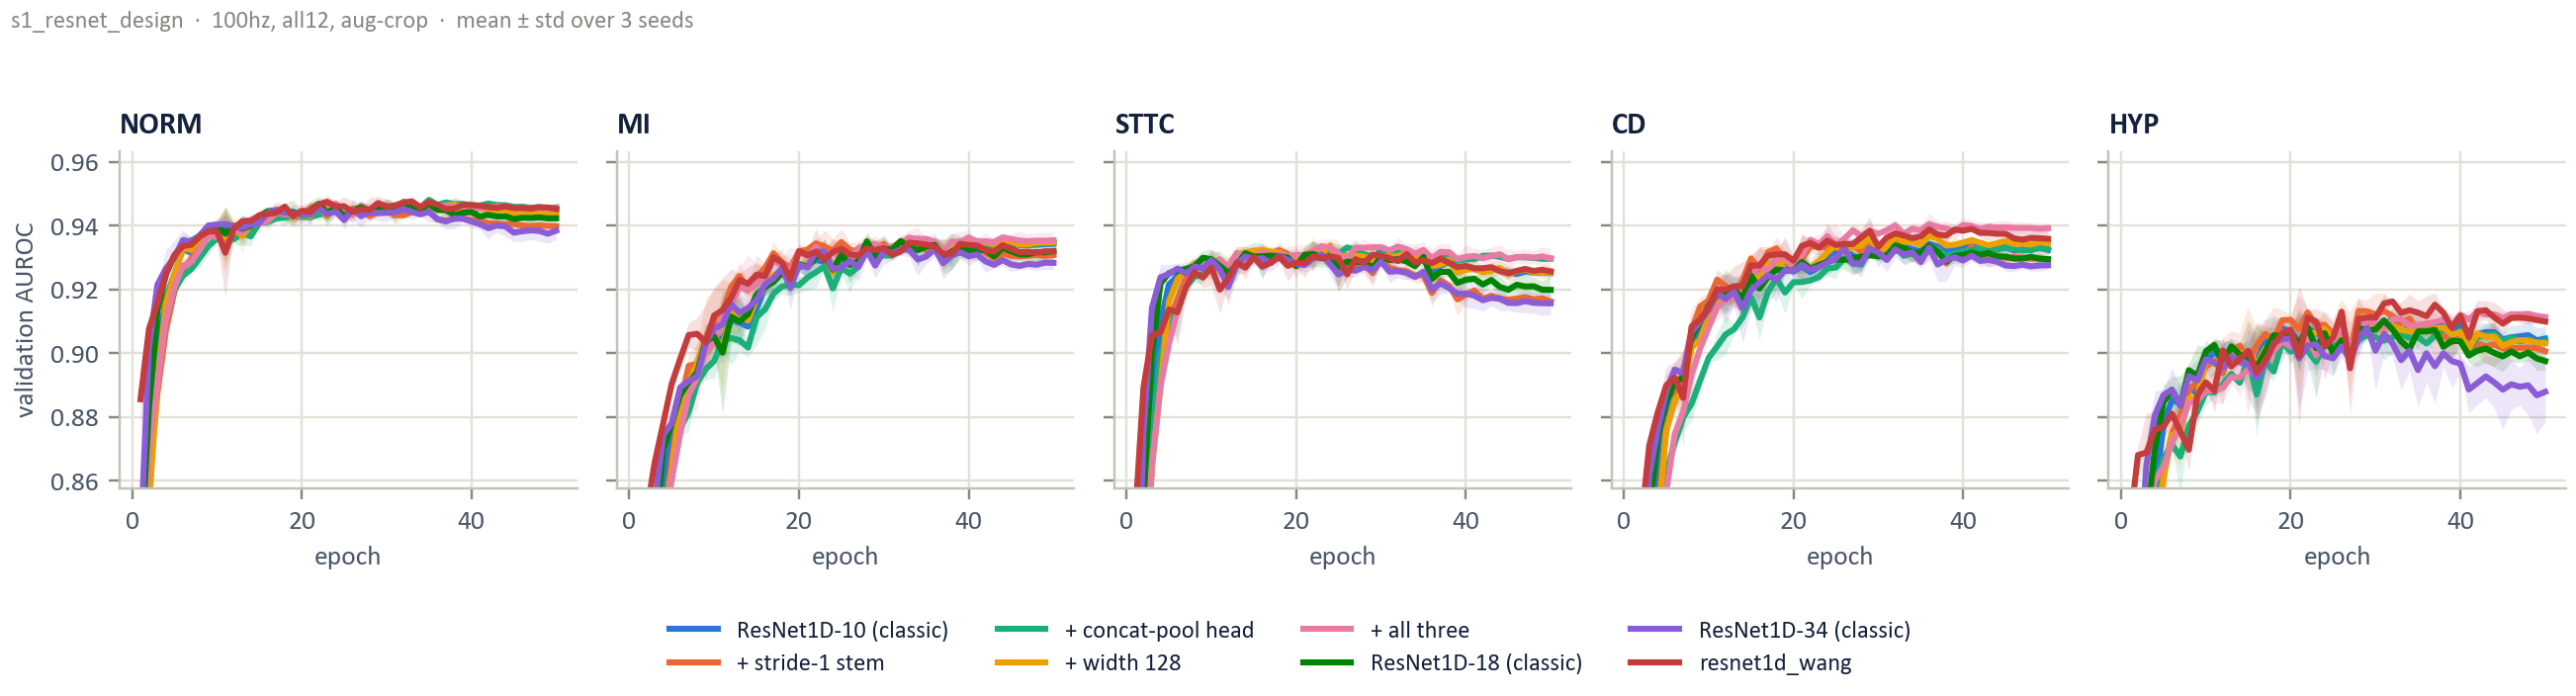 s1_resnet_design · 100hz, all12, aug-crop · mean ± std over 3 seeds
NORM
MI
STTC
CD
HYP
validation AUROC
0.96
0.94
0.92
0.90
0.88
0.86
0 20 40
0 20 40
0 20 40
0 20 40
0 20 40
epoch
epoch
epoch
epoch
epoch
ResNet1D-10 (classic)
+ stride-1 stem
+ concat-pool head
+ width 128
+ all three
ResNet1D-18 (classic)
ResNet1D-34 (classic)
resnet1d_wang